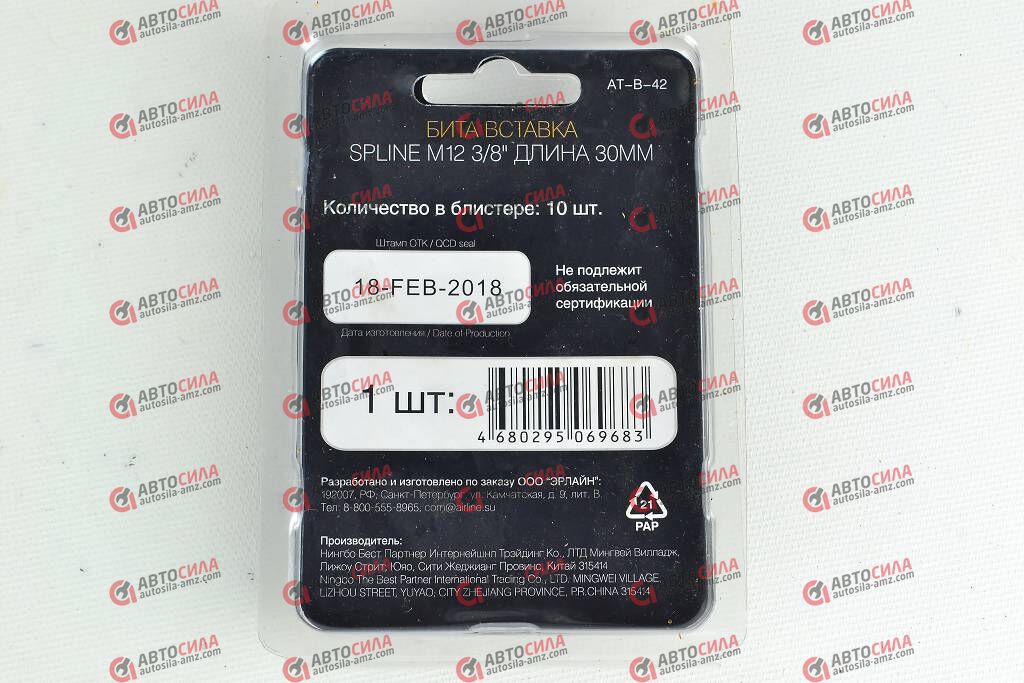 AT-B-42
БИТА ВСТАВКА
SPLINE M12 3/8" ДЛИНА 30ММ
Количество в блистере: 10 шт.
Штамп ОТК / QCD seal
18-FEB-2018
Не подлежит
обязательной
сертификации
Дата изготовления / Date of Production
1 шт:
4 680295 069683
Разработано и изготовлено по заказу ООО "ЭРЛАЙН":
192007, РФ, Санкт-Петербург, ул. Камчатская, д. 9, лит. В.
Тел: 8-800-555-8965, com@airline.su
21
PAP
Производитель:
Нингбо Бест Партнер Интернейшнл Трэйдинг Ко., ЛТД Мингвей Вилладж,
Лижоу Стрит, Юяо, Сити Жеджианг Провинс, Китай 315414
Ningbo The Best Partner International Trading Co., LTD, MINGWEI VILLAGE,
LIZHOU STREET, YUYAO, CITY ZHEJIANG PROVINCE, P.R.CHINA 315414
АВТОСИЛА
autosila-amz.com